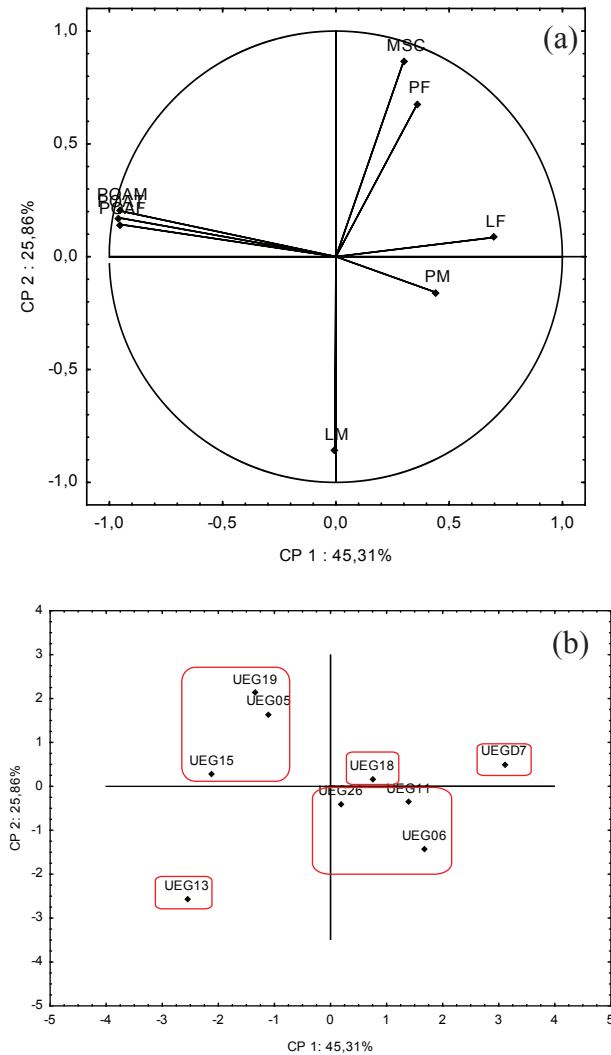 (a)
1,0
0,5
0,0
-0,5
-1,0
CP 2 : 25,86%
MSC
PF
PGAM
LF
PM
LM
-1,0 -0,5 0,0 0,5 1,0
CP 1 : 45,31%
(b)
4
3
2
1
0
-1
-2
-3
-4
-5
CP 2: 25,86%
UEG19
UEG05
UEG15
UEG18
UEGD7
UEG26
UEG11
UEG06
UEG13
-5 -4 -3 -2 -1 0 1 2 3 4 5
CP 1: 45,31%